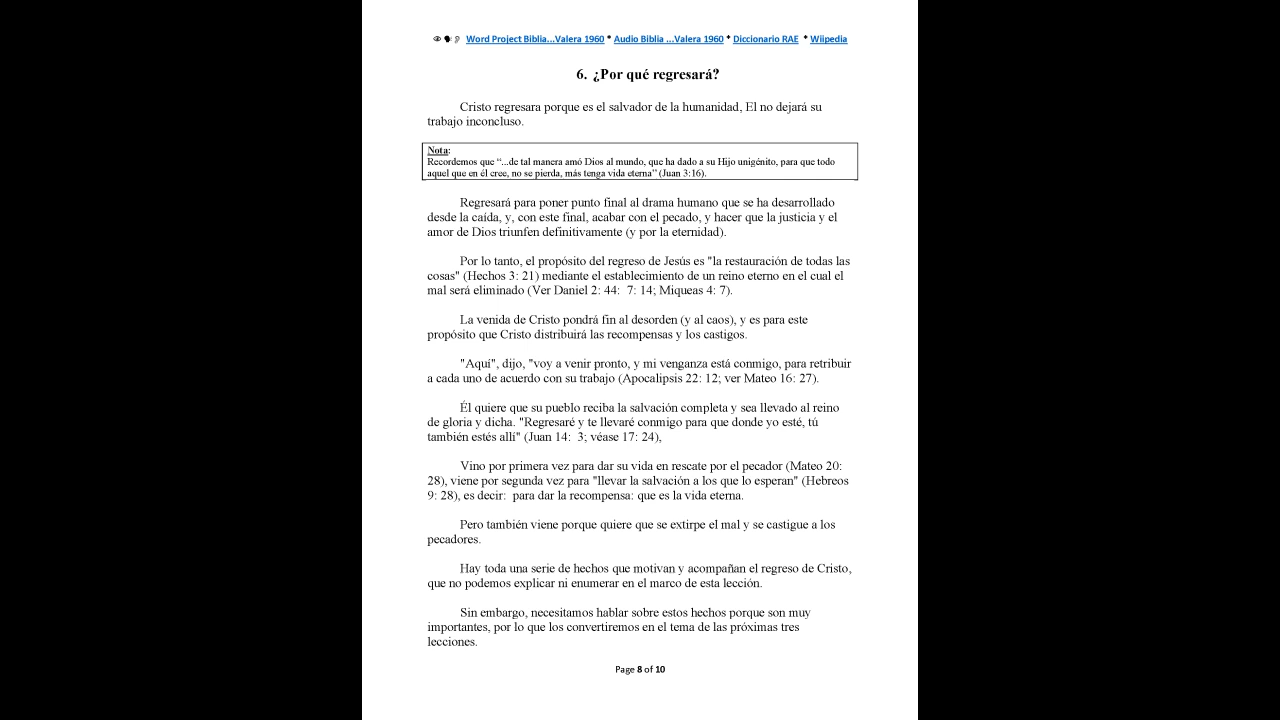 Word Project Biblia...Valera 1960 * Audio Biblia ...Valera 1960 * Diccionario RAE * Wiipedia
6. ¿Por qué regresará?
Cristo regresara porque es el salvador de la humanidad, El no dejará su
trabajo inconcluso.
Nota:
Recordemos que “...de tal manera amó Dios al mundo, que ha dado a su Hijo unigénito, para que todo
aquel que en él cree, no se pierda, más tenga vida eterna” (Juan 3:16).
Regresará para poner punto final al drama humano que se ha desarrollado
desde la caída, y, con este final, acabar con el pecado, y hacer que la justicia y el
amor de Dios triunfen definitivamente (y por la eternidad).
Por lo tanto, el propósito del regreso de Jesús es "la restauración de todas las
cosas" (Hechos 3: 21) mediante el establecimiento de un reino eterno en el cual el
mal será eliminado (Ver Daniel 2: 44:  7: 14; Miqueas 4: 7).
La venida de Cristo pondrá fin al desorden (y al caos), y es para este
propósito que Cristo distribuirá las recompensas y los castigos.
"Aquí", dijo, "voy a venir pronto, y mi venganza está conmigo, para retribuir
a cada uno de acuerdo con su trabajo (Apocalipsis 22: 12; ver Mateo 16: 27).
Él quiere que su pueblo reciba la salvación completa y sea llevado al reino
de gloria y dicha. "Regresaré y te llevaré conmigo para que donde yo esté, tú
también estés allí" (Juan 14:  3; véase 17: 24),
Vino por primera vez para dar su vida en rescate por el pecador (Mateo 20:
28), viene por segunda vez para "llevar la salvación a los que lo esperan" (Hebreos
9: 28), es decir:  para dar la recompensa: que es la vida eterna.
Pero también viene porque quiere que se extirpe el mal y se castigue a los
pecadores.
Hay toda una serie de hechos que motivan y acompañan el regreso de Cristo,
que no podemos explicar ni enumerar en el marco de esta lección.
Sin embargo, necesitamos hablar sobre estos hechos porque son muy
importantes, por lo que los convertiremos en el tema de las próximas tres
lecciones.
Page 8 of 10